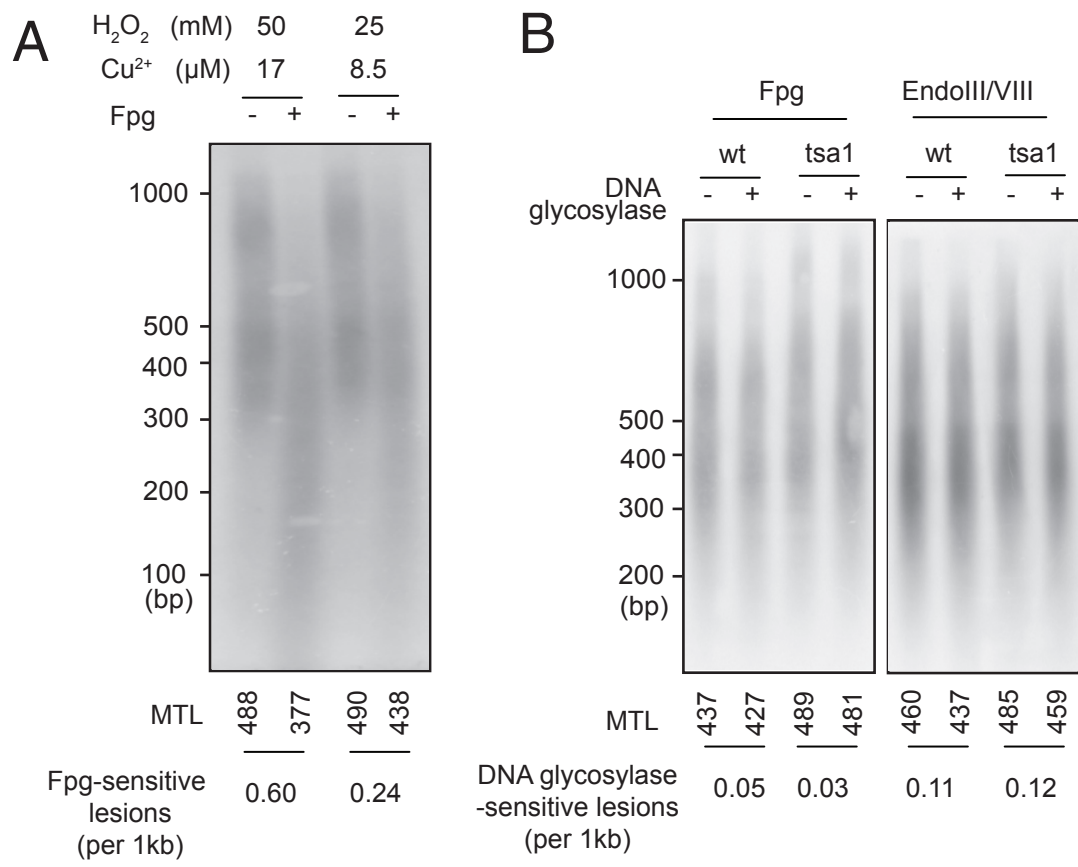 A
H2O2 (mM) 50 25
Cu2+ (μM) 17 8.5
Fpg - + - +
1000
500
400
300
200
100
(bp)
MTL 488 377 490 438
Fpg-sensitive
lesions
(per 1kb)
0.60 0.24
B
Fpg EndoIII/VIII
wt tsa1 wt tsa1
DNA
glycosylase
- + - + - + - +
1000
500
400
300
200
(bp)
MTL 437 427 489 481 460 437 485 459
DNA glycosylase
-sensitive lesions
(per 1kb)
0.05 0.03 0.11 0.12